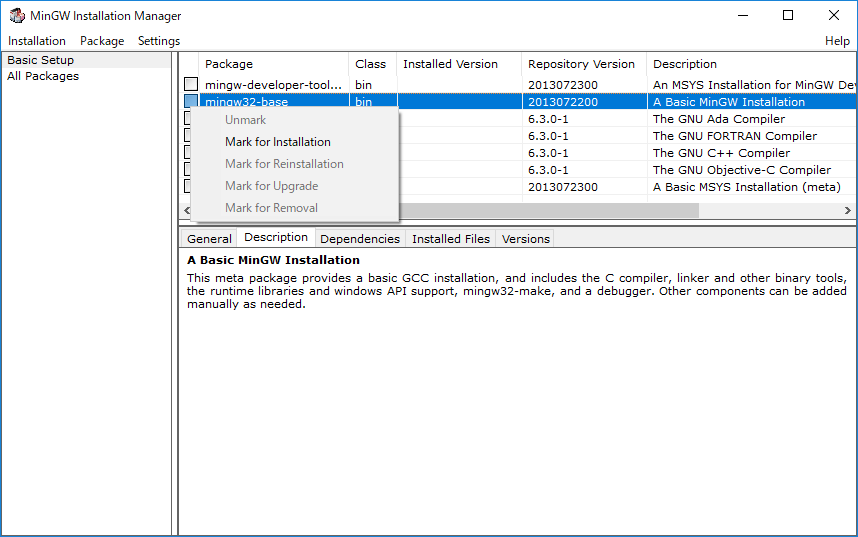 MinGW Installation Manager
Installation Package Settings Help
Basic Setup
All Packages
Package Class Installed Version Repository Version Description
mingw-developer-tool... bin 2013072300 An MSYS Installation for MinGW Dev
mingw32-base bin 2013072200 A Basic MinGW Installation
6.3.0-1 The GNU Ada Compiler
6.3.0-1 The GNU FORTRAN Compiler
6.3.0-1 The GNU C++ Compiler
6.3.0-1 The GNU Objective-C Compiler
2013072300 A Basic MSYS Installation (meta)
Unmark
Mark for Installation
Mark for Reinstallation
Mark for Upgrade
Mark for Removal
General Description Dependencies Installed Files Versions
A Basic MinGW Installation
This meta package provides a basic GCC installation, and includes the C compiler, linker and other binary tools,
the runtime libraries and windows API support, mingw32-make, and a debugger. Other components can be added
manually as needed.